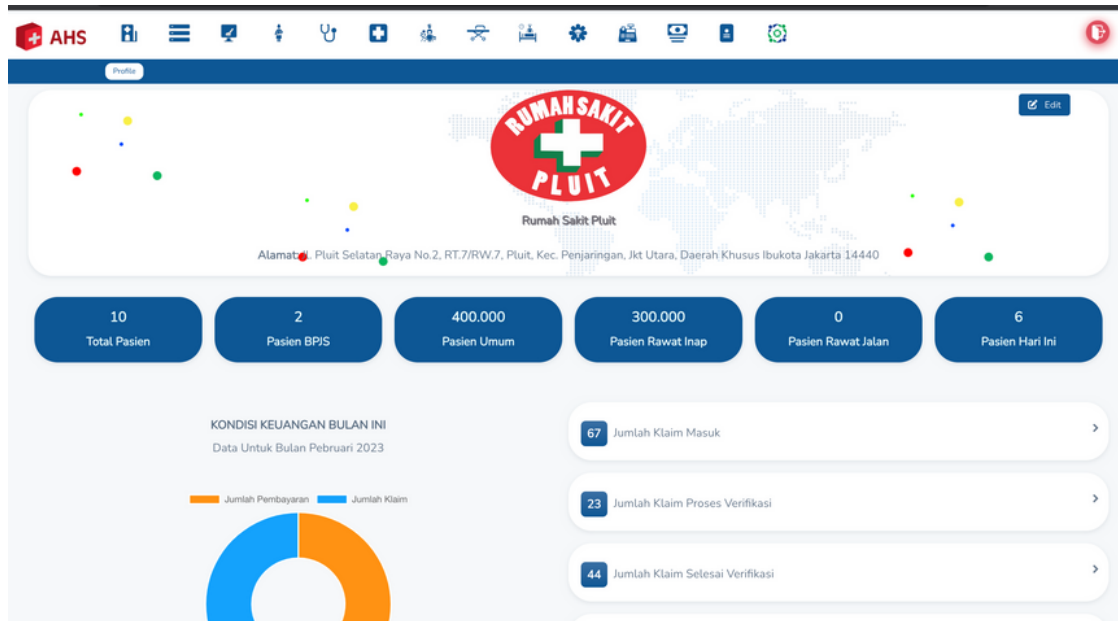 AHS
Profile
Edit
RUMAH SAKIT
PLUIT
Rumah Sakit Pluit
Alamat: Pluit Selatan Raya No.2, RT.7/RW.7, Pluit, Kec. Penjaringan, Jkt Utara, Daerah Khusus Ibukota Jakarta 14440
10
Total Pasien
2
Pasien BPJS
400.000
Pasien Umum
300.000
Pasien Rawat Inap
0
Pasien Rawat Jalan
6
Pasien Hari Ini
KONDISI KEUANGAN BULAN INI
Data Untuk Bulan Pebruari 2023
Jumlah Pembayaran
Jumlah Klaim
67 Jumlah Klaim Masuk
23 Jumlah Klaim Proses Verifikasi
44 Jumlah Klaim Selesai Verifikasi